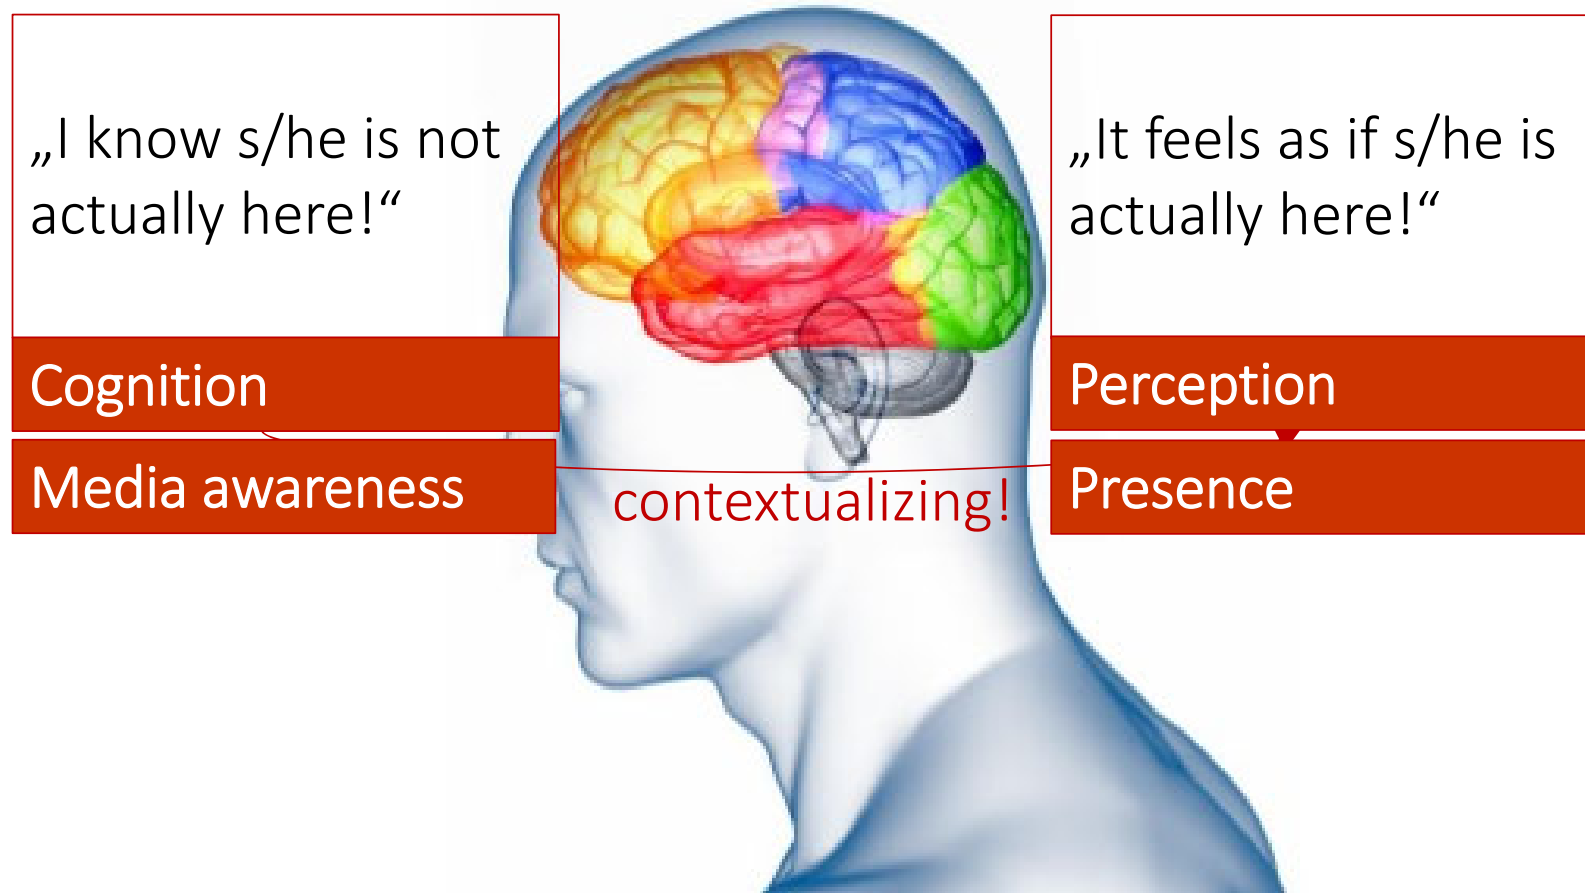 „I know s/he is not
actually here!“
Cognition
Media awareness
contextualizing!
„It feels as if s/he is
actually here!“
Perception
Presence